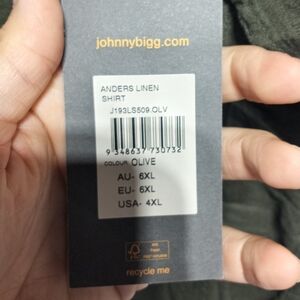 johnnybigg.com
ANDERS LINEN
SHIRT
J193LS509.OLV
9 348637 730732
COLOUR: OLIVE
AU- 6XL
EU- 6XL
USA- 4XL
recycle me